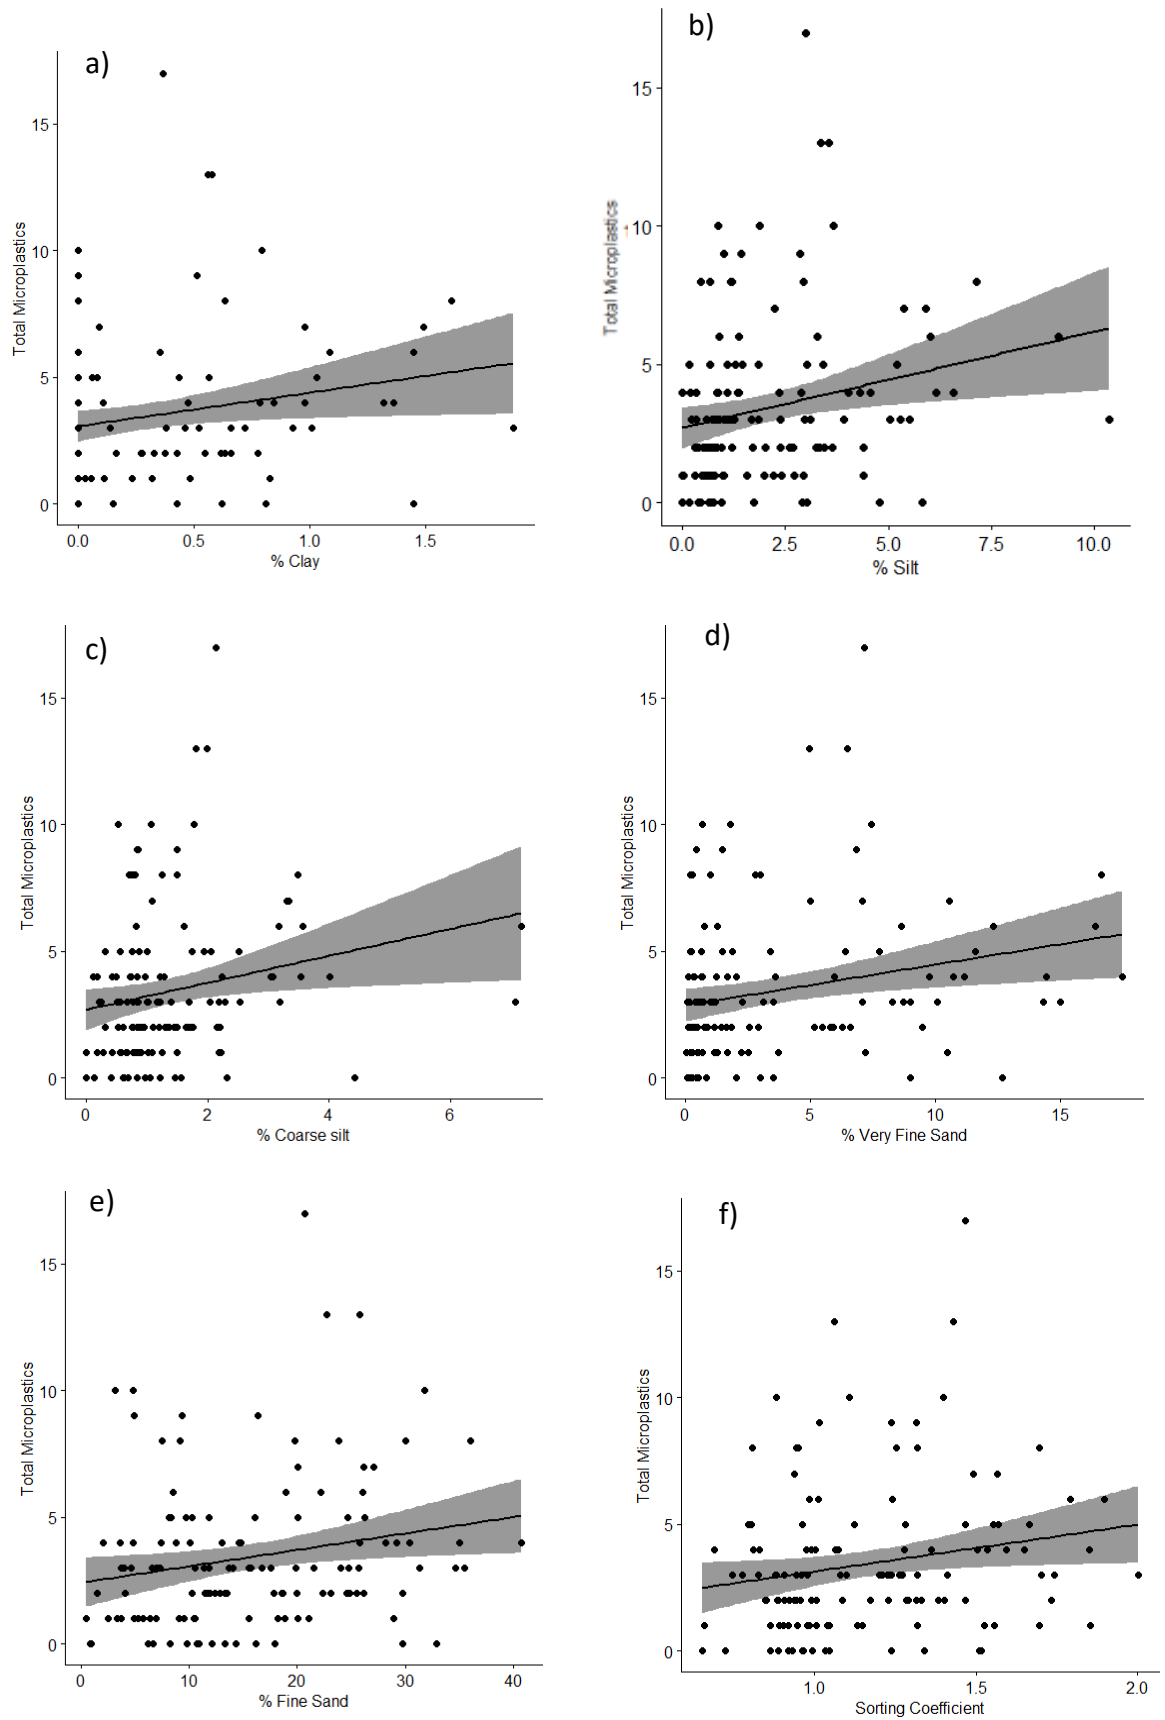 a)
Total Microplastics
15
10
5
0
0.0 0.5 1.0 1.5
% Clay
b)
Total Microplastics
15
10
5
0
0.0 2.5 5.0 7.5 10.0
% Silt
c)
Total Microplastics
15
10
5
0
0 2 4 6
% Coarse silt
d)
Total Microplastics
15
10
5
0
0 5 10 15
% Very Fine Sand
e)
Total Microplastics
15
10
5
0
0 10 20 30 40
% Fine Sand
f)
Total Microplastics
15
10
5
0
1.0 1.5 2.0
Sorting Coefficient